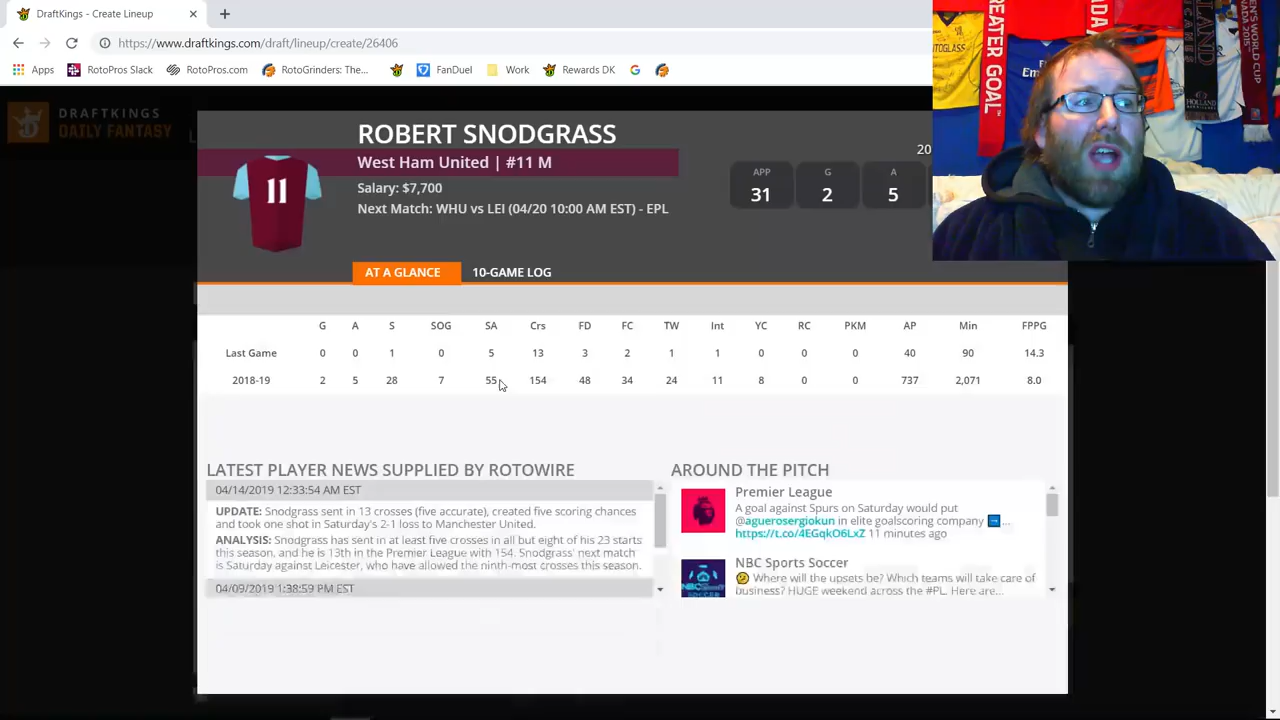 DraftKings - Create Lineup
https://www.draftkings.com/draft/lineup/create/26406
Apps
RotoPros Slack
RotoPros.com
RotoGrinders: The...
FanDuel
Work
Rewards DK
G
DRAFTKINGS
DAILY FANTASY
ROBERT SNODGRASS
West Ham United | #11 M
11
Salary: $7,700
Next Match: WHU vs LEI (04/20 10:00 AM EST) - EPL
20
APP G A
31 2 5
AT A GLANCE 10-GAME LOG
G A S SOG SA Crs FD FC TW Int YC RC PKM AP Min FPPG
Last Game 0 0 1 0 5 13 3 2 1 1 0 0 0 40 90 14.3
2018-19 2 5 28 7 55 154 48 34 24 11 8 0 0 737 2,071 8.0
LATEST PLAYER NEWS SUPPLIED BY ROTOWIRE
04/14/2019 12:33:54 AM EST
UPDATE: Snodgrass sent in 13 crosses (five accurate), created five scoring chances
and took one shot in Saturday's 2-1 loss to Manchester United.
ANALYSIS: Snodgrass has sent in at least five crosses in all but eight of his 23 starts
this season, and he is 13th in the Premier League with 154. Snodgrass' next match
is Saturday against Leicester, who have allowed the ninth-most crosses this season.
04/09/2019 1:38:59 PM EST
AROUND THE PITCH
Premier League
A goal against Spurs on Saturday would put
@aguerosergiokun in elite goalscoring company ...
https://t.co/4EGqkO6LxZ 11 minutes ago
NBC Sports Soccer
Where will the upsets be? Which teams will take care of
business? HUGE weekend across the #PL. Here are...
EATER GOAL
HOLLAND
CANADA 2015